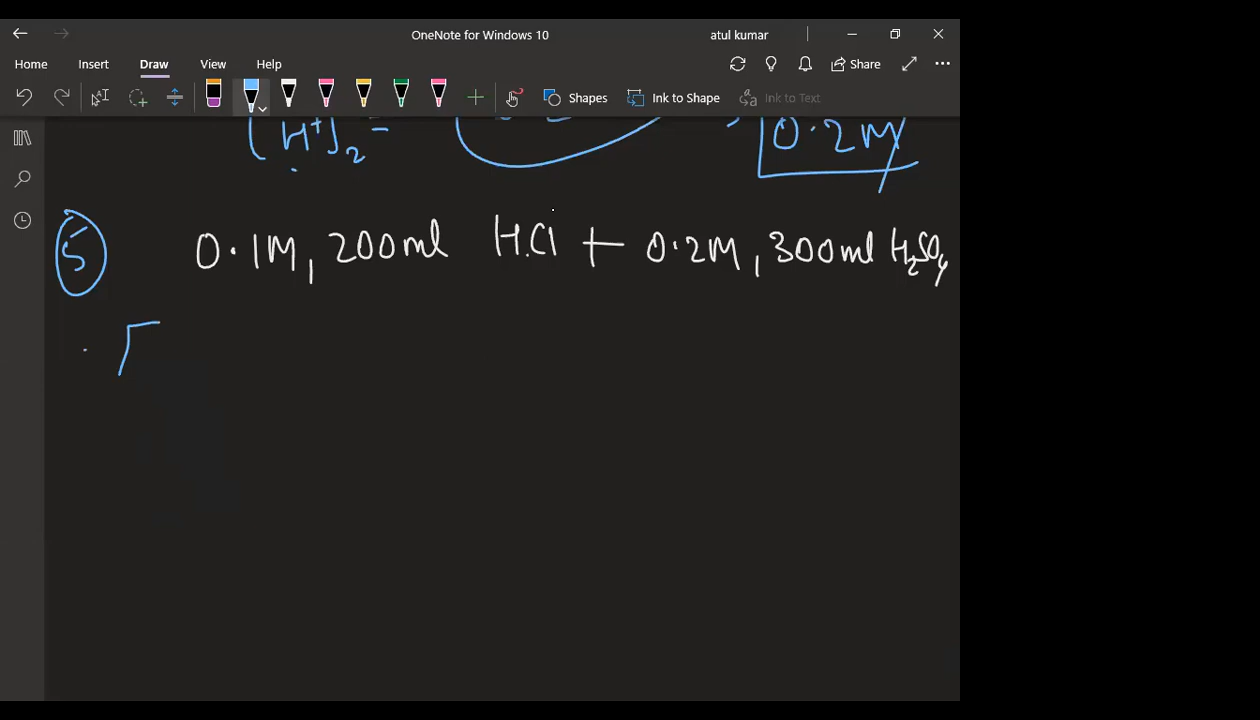 OneNote for Windows 10
atul kumar
Home Insert Draw View Help
Share
Shapes Ink to Shape Ink to Text
[H+]2 = 0.2M
5 0.1M, 200ml HCl + 0.2M, 300ml H2SO4